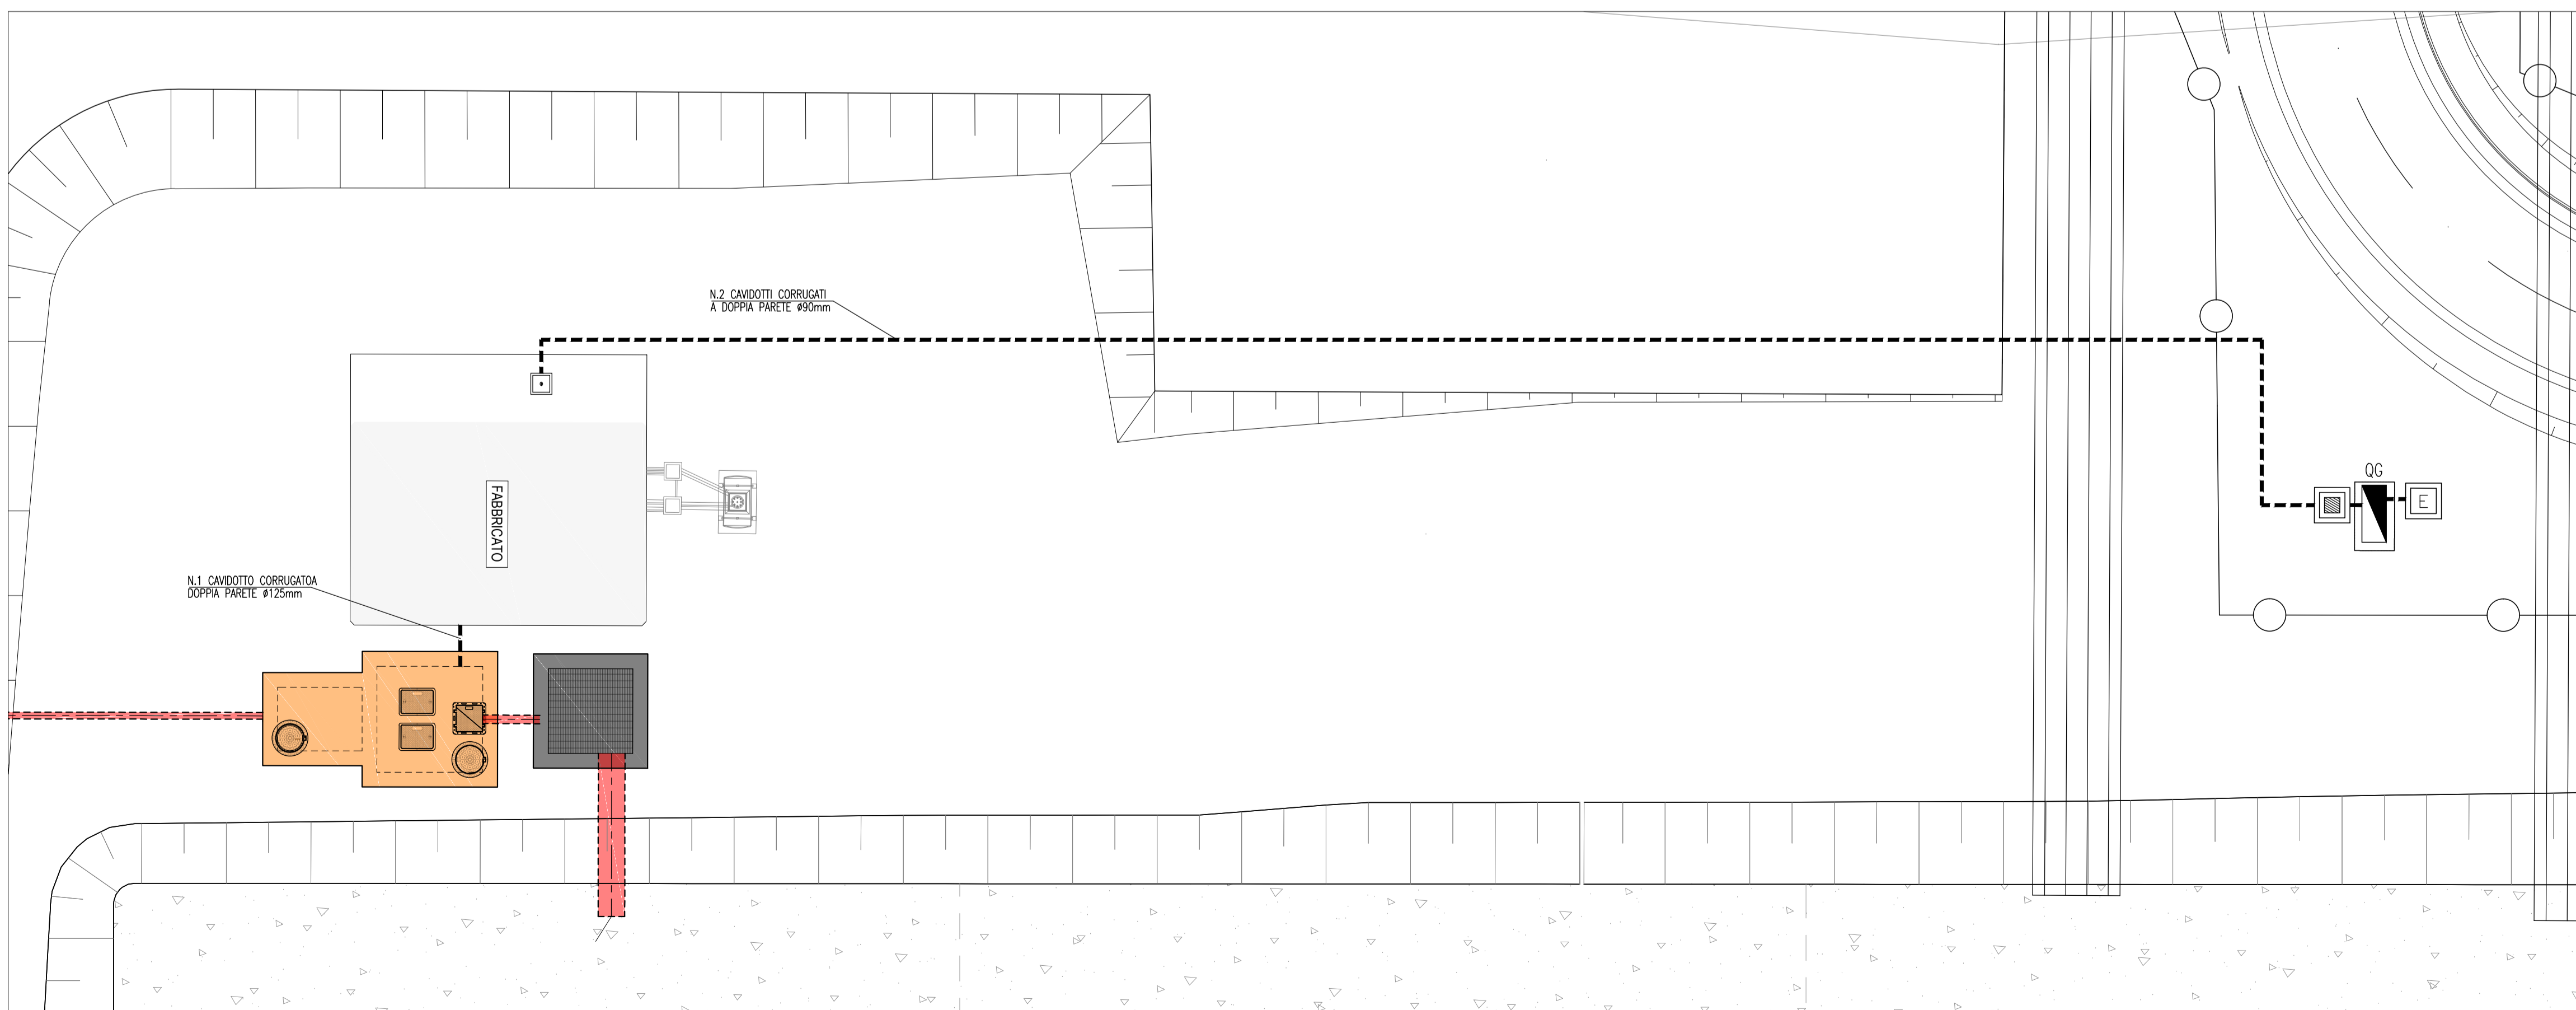 N.2 CAVIDOTTI CORRUGATI
A DOPPIA PARETE Ø90mm
QG
E
FABBRICATO
N.1 CAVIDOTTO CORRUGATOA
DOPPIA PARETE Ø125mm